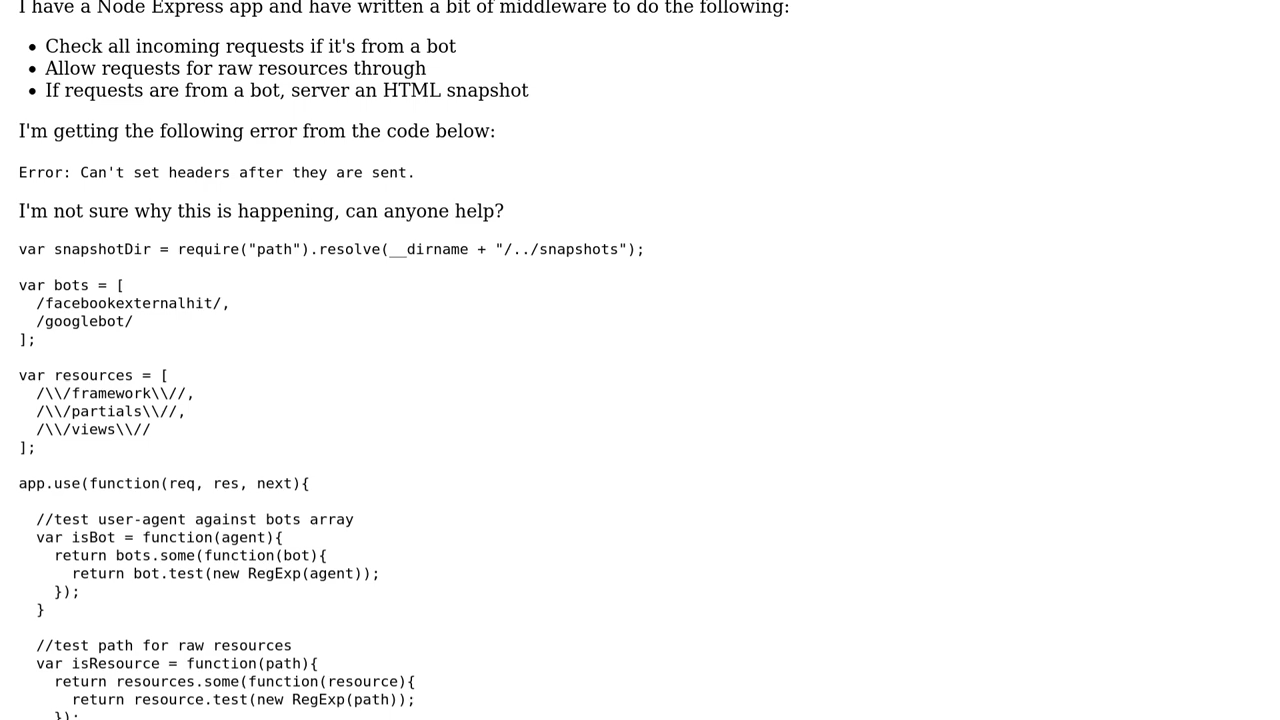 I have a Node Express app and have written a bit of middleware to do the following:
• Check all incoming requests if it's from a bot
• Allow requests for raw resources through
• If requests are from a bot, server an HTML snapshot
I'm getting the following error from the code below:
Error: Can't set headers after they are sent.
I'm not sure why this is happening, can anyone help?
var snapshotDir = require("path").resolve(__dirname + "/../snapshots");
var bots = [
  /facebookexternalhit/,
  /googlebot/
];
var resources = [
  /\\/framework\\//,
  /\\/partials\\//,
  /\\/views\\//
];
app.use(function(req, res, next){
  //test user-agent against bots array
  var isBot = function(agent){
    return bots.some(function(bot){
      return bot.test(new RegExp(agent));
    });
  }
  //test path for raw resources
  var isResource = function(path){
    return resources.some(function(resource){
      return resource.test(new RegExp(path));
    });